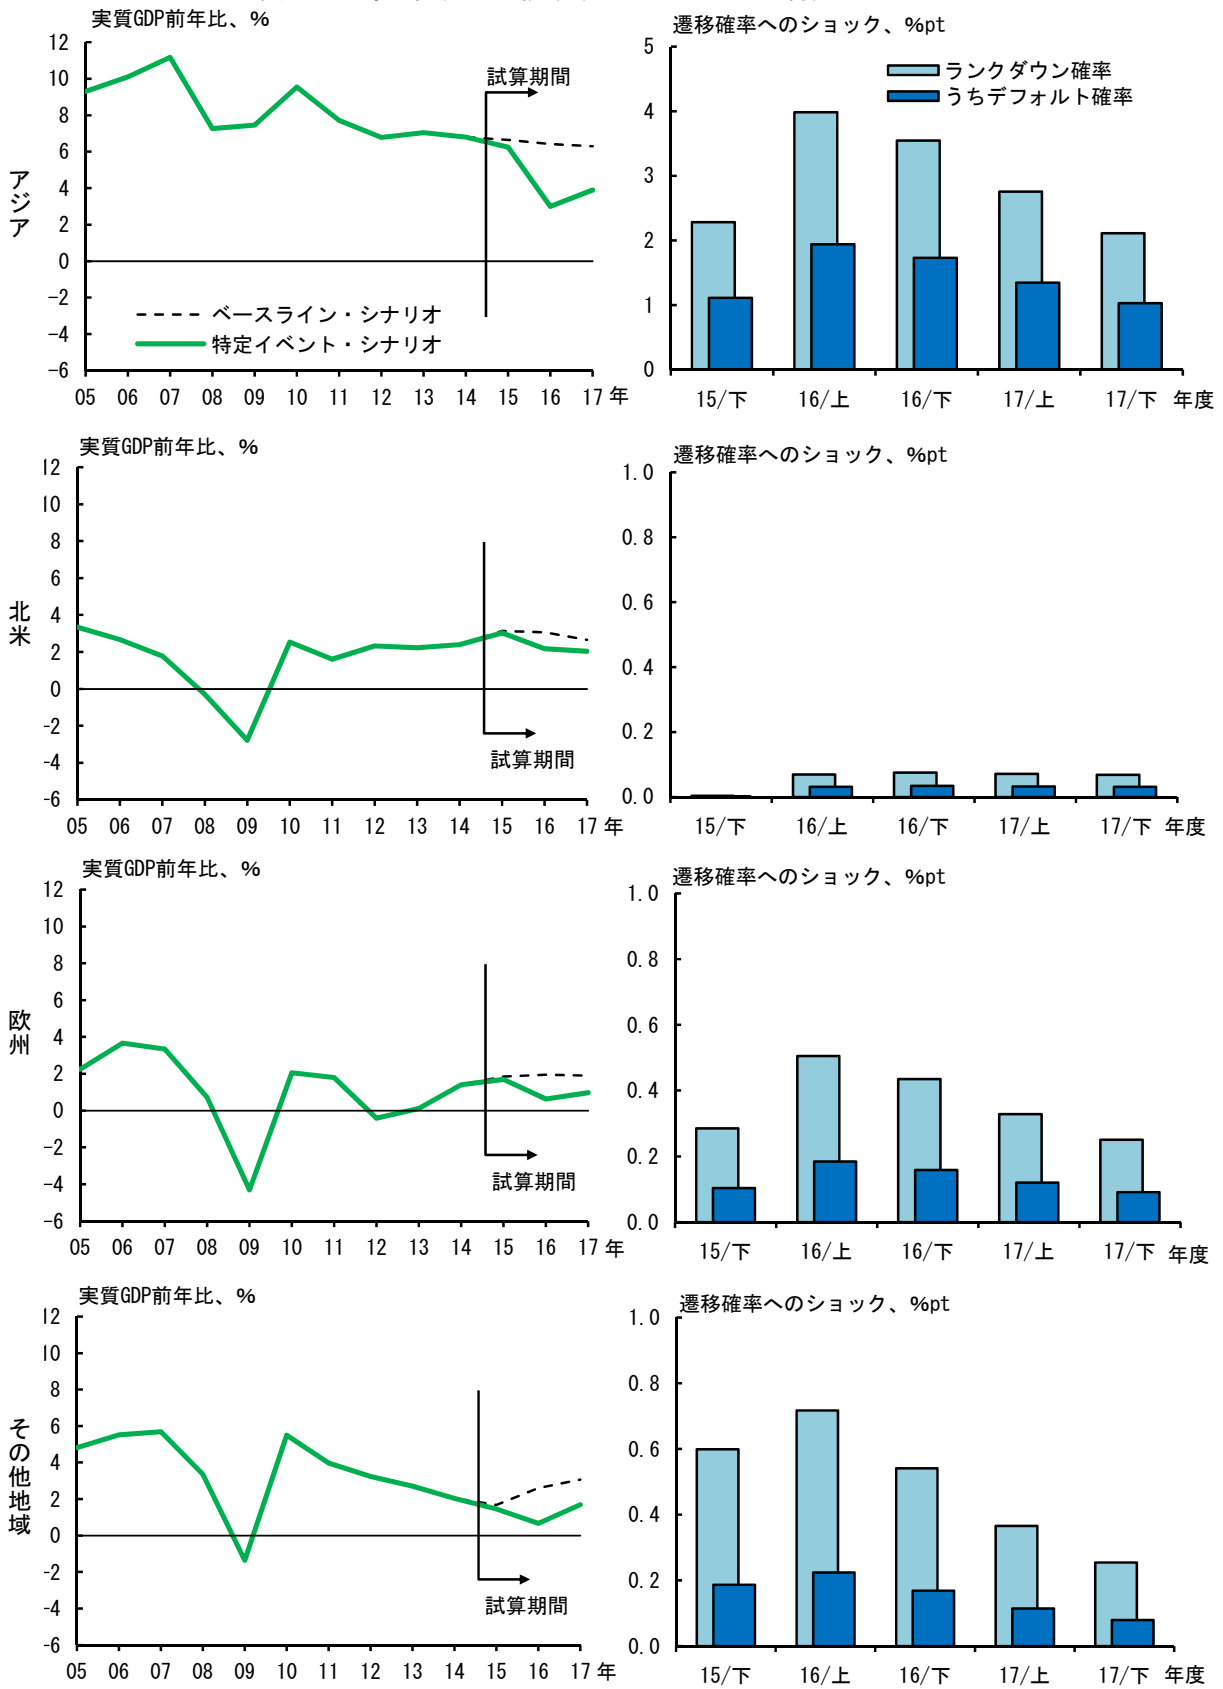 実質GDP前年比、%
12
10
8
6
4
2
0
-2
-4
-6
試算期間
ベースライン・シナリオ
特定イベント・シナリオ
05 06 07 08 09 10 11 12 13 14 15 16 17 年
アジア
遷移確率へのショック、%pt
5
4
3
2
1
0
ランクダウン確率
うちデフォルト確率
15/下 16/上 16/下 17/上 17/下 年度
実質GDP前年比、%
12
10
8
6
4
2
0
-2
-4
-6
試算期間
05 06 07 08 09 10 11 12 13 14 15 16 17 年
北米
遷移確率へのショック、%pt
1.0
0.8
0.6
0.4
0.2
0.0
15/下 16/上 16/下 17/上 17/下 年度
実質GDP前年比、%
12
10
8
6
4
2
0
-2
-4
-6
試算期間
05 06 07 08 09 10 11 12 13 14 15 16 17 年
欧州
遷移確率へのショック、%pt
1.0
0.8
0.6
0.4
0.2
0.0
15/下 16/上 16/下 17/上 17/下 年度
実質GDP前年比、%
12
10
8
6
4
2
0
-2
-4
-6
試算期間
05 06 07 08 09 10 11 12 13 14 15 16 17 年
その他地域
遷移確率へのショック、%pt
1.0
0.8
0.6
0.4
0.2
0.0
15/下 16/上 16/下 17/上 17/下 年度